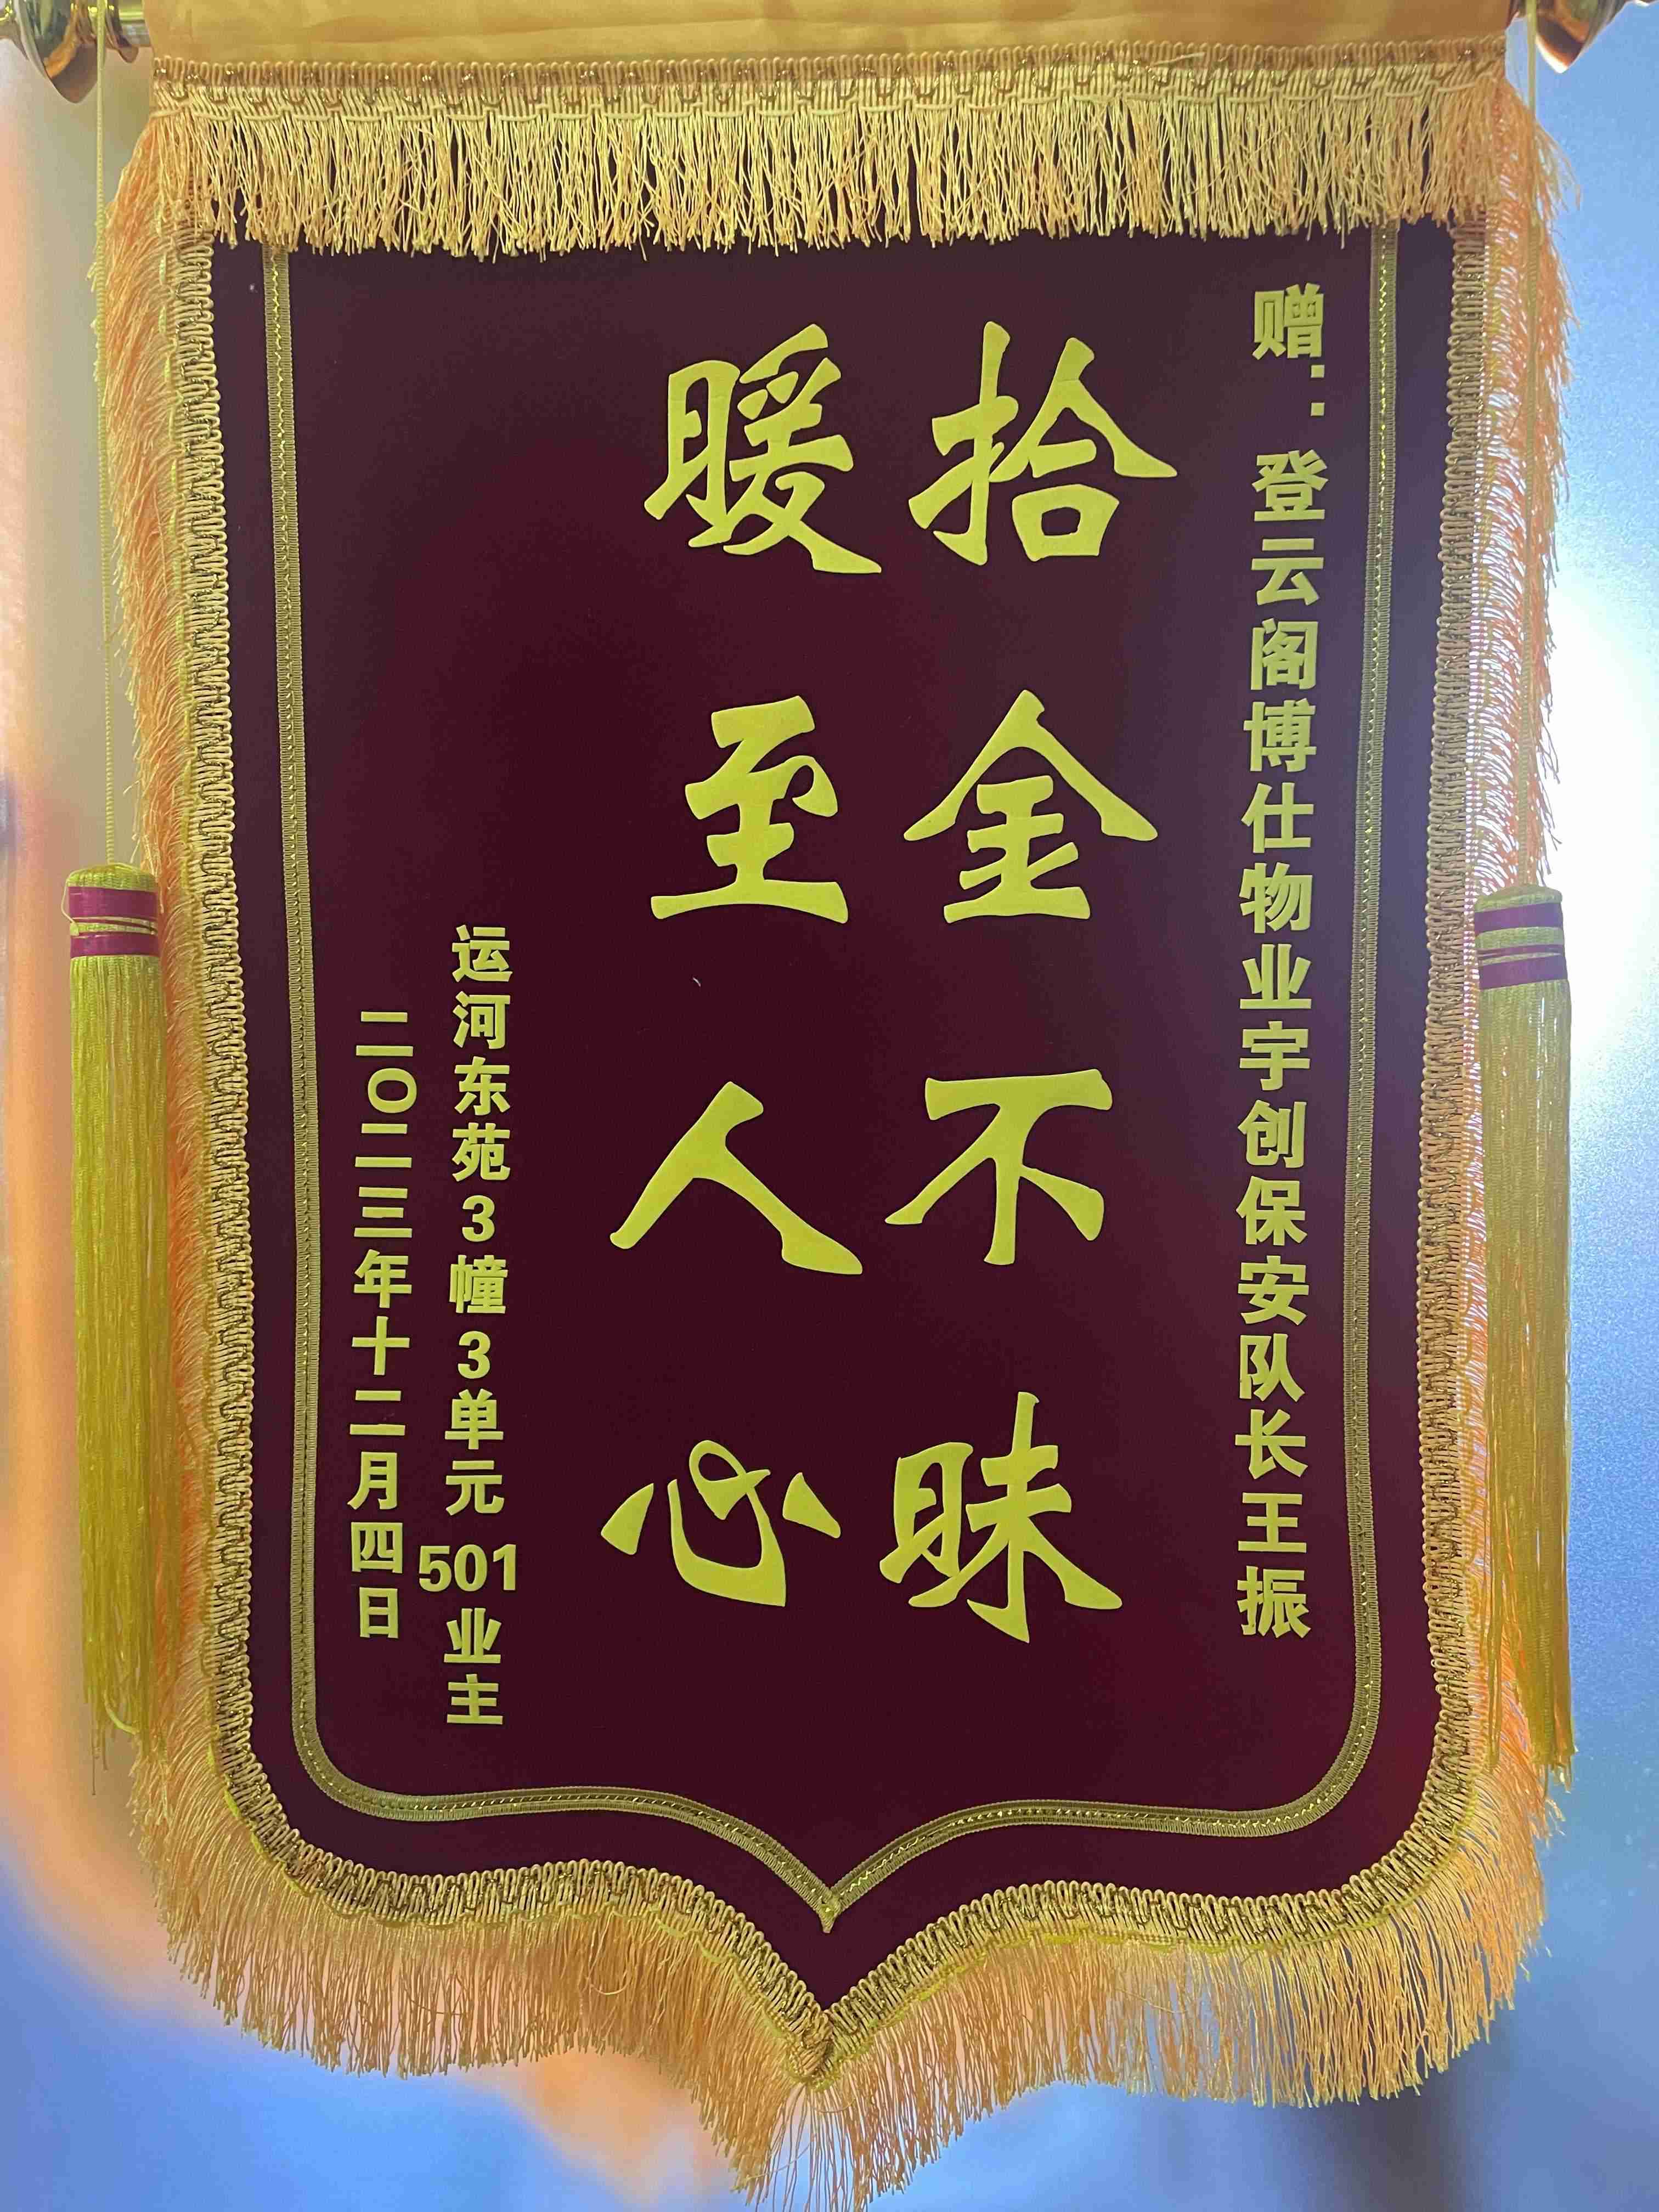 赠：登云阁博仕物业宇创保安队长王振
拾金不昧
暖至人心
运河东苑3幢3单元501业主
二〇二三年十二月四日